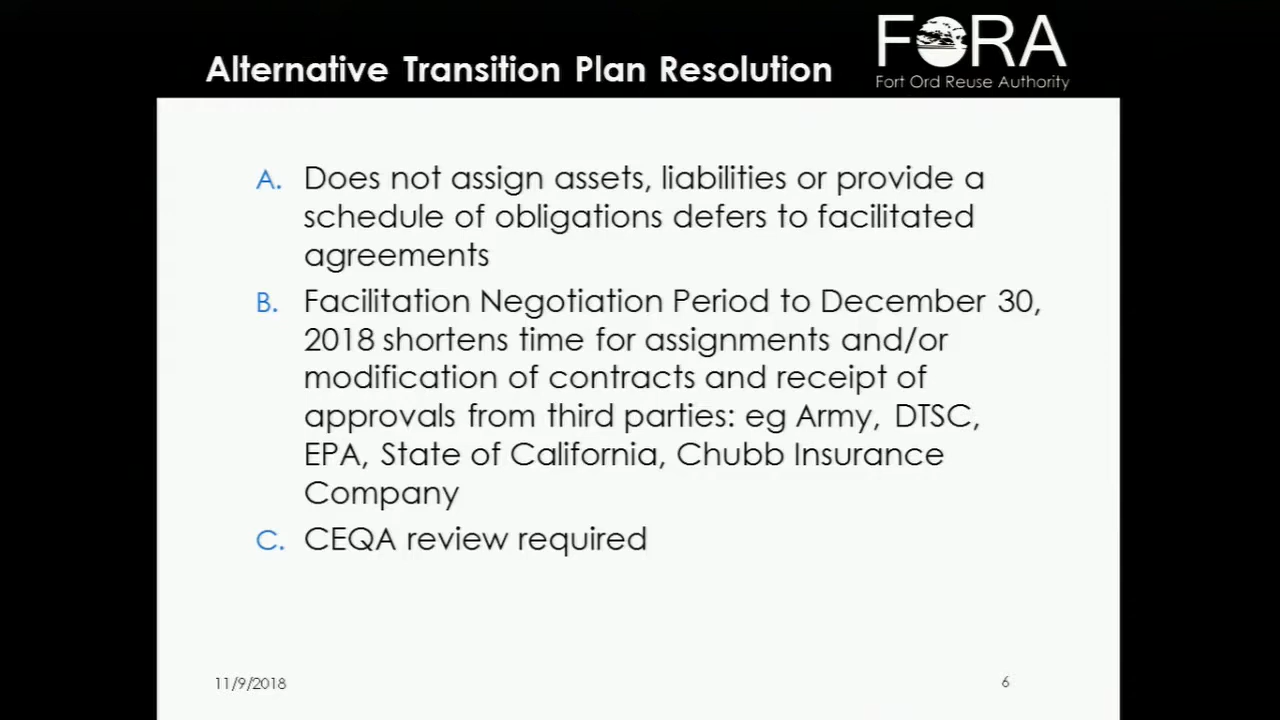 Alternative Transition Plan Resolution
FORA
Fort Ord Reuse Authority
A. Does not assign assets, liabilities or provide a
schedule of obligations defers to facilitated
agreements
B. Facilitation Negotiation Period to December 30,
2018 shortens time for assignments and/or
modification of contracts and receipt of
approvals from third parties: eg Army, DTSC,
EPA, State of California, Chubb Insurance
Company
C. CEQA review required
11/9/2018
6